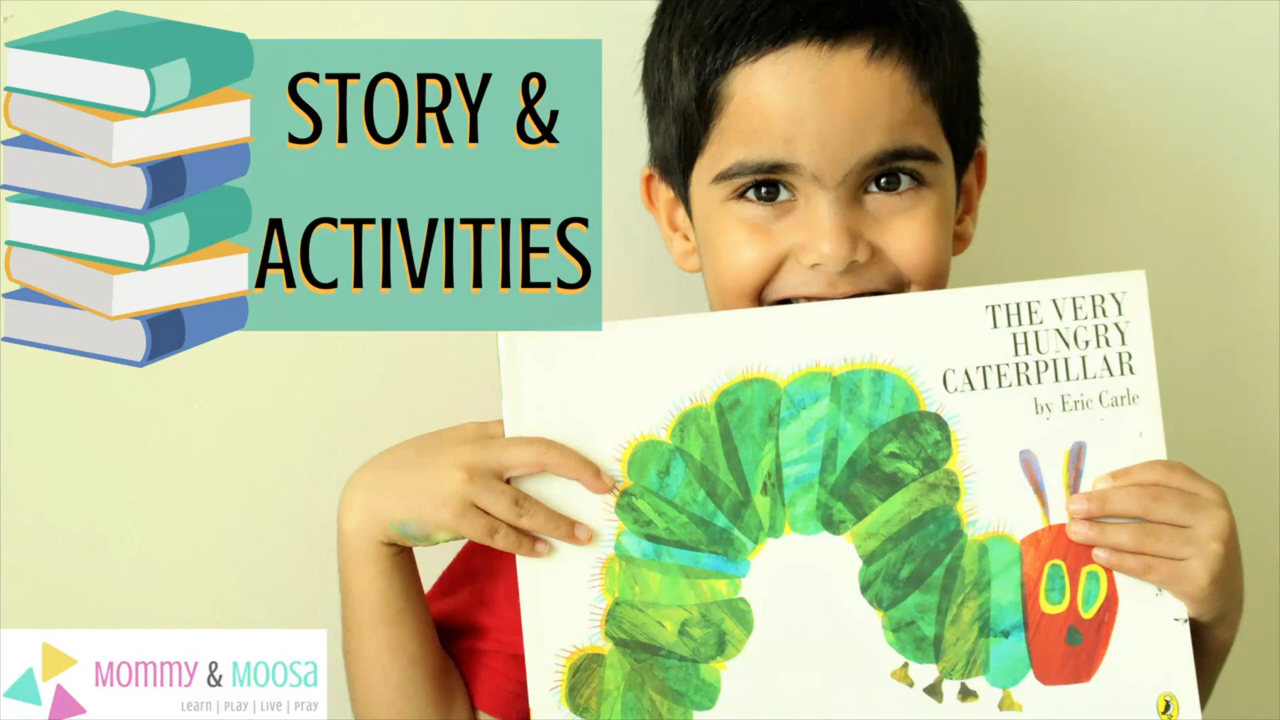 STORY &
ACTIVITIES
THE VERY
HUNGRY
CATERPILLAR
by Eric Carle
MOMMY & MOOSA
Learn | PLAY | LIVE | PRAY